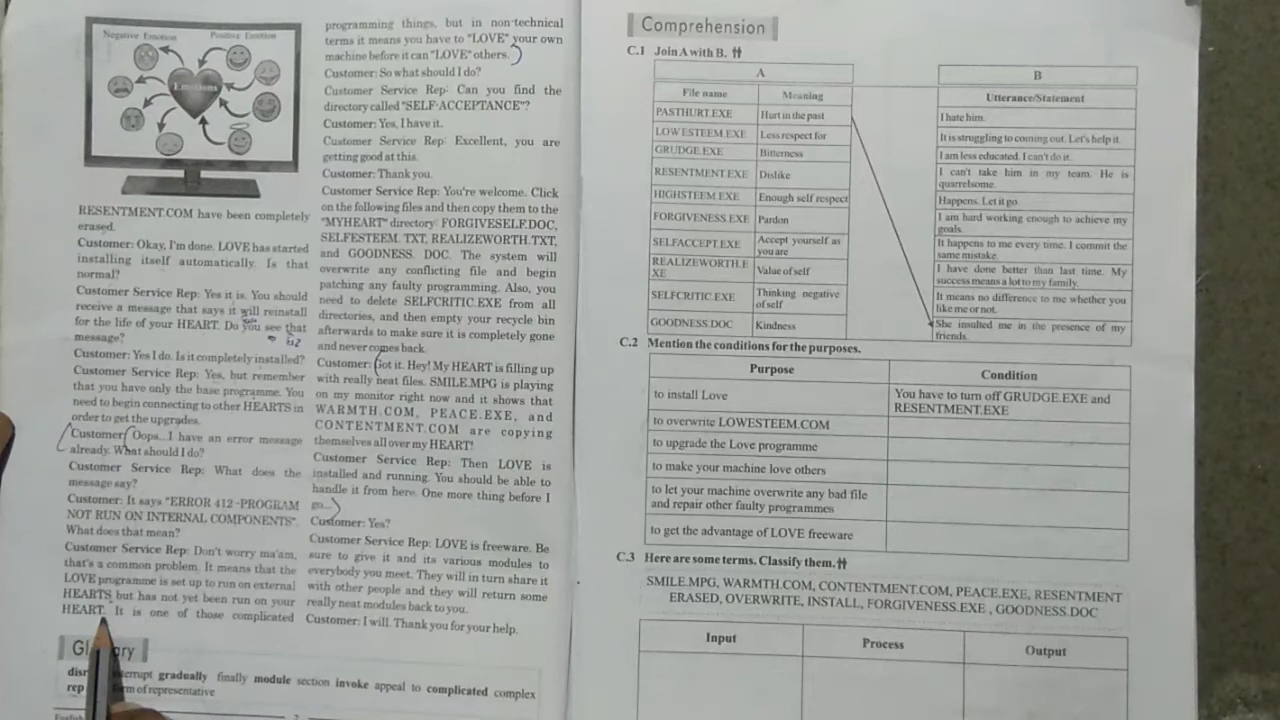 Negative Emotion Positive Emotion
Emotions
RESENTMENT.COM have been completely
erased.
Customer: Okay, I'm done. LOVE has started
installing itself automatically. Is that
normal?
Customer Service Rep: Yes it is. You should
receive a message that says it will reinstall
for the life of your HEART. Do you see that
message?
Customer: Yes I do. Is it completely installed?
Customer Service Rep: Yes, but remember
that you have only the base programme. You
need to begin connecting to other HEARTS in
order to get the upgrades.
Customer: Oops...I have an error message
already. What should I do?
Customer Service Rep: What does the
message say?
Customer: It says "ERROR 412 -PROGRAM
NOT RUN ON INTERNAL COMPONENTS".
What does that mean?
Customer Service Rep: Don't worry ma'am,
that's a common problem. It means that the
LOVE programme is set up to run on external
HEARTS but has not yet been run on your
HEART. It is one of those complicated
programming things, but in non-technical
terms it means you have to "LOVE" your own
machine before it can "LOVE" others.
Customer: So what should I do?
Customer Service Rep: Can you find the
directory called "SELF-ACCEPTANCE"?
Customer: Yes, I have it.
Customer Service Rep: Excellent, you are
getting good at this.
Customer: Thank you.
Customer Service Rep: You're welcome. Click
on the following files and then copy them to the
"MYHEART" directory: FORGIVESELF.DOC,
SELFESTEEM. TXT, REALIZEWORTH.TXT,
and GOODNESS. DOC. The system will
overwrite any conflicting file and begin
patching any faulty programming. Also, you
need to delete SELFCRITIC.EXE from all
directories, and then empty your recycle bin
afterwards to make sure it is completely gone
and never comes back.
Customer: Got it. Hey! My HEART is filling up
with really neat files. SMILE.MPG is playing
on my monitor right now and it shows that
WARMTH.COM, PEACE.EXE, and
CONTENTMENT.COM are copying
themselves all over my HEART!
Customer Service Rep: Then LOVE is
installed and running. You should be able to
handle it from here. One more thing before I
go...
Customer: Yes?
Customer Service Rep: LOVE is freeware. Be
sure to give it and its various modules to
everybody you meet. They will in turn share it
with other people and they will return some
really neat modules back to you.
Customer: I will. Thank you for your help.
gradually finally module section invoke appeal to complicated complex
rep form of representative
Comprehension
C.1 Join A with B.
A B
File name Meaning Utterance/Statement
PASTHURT.EXE Hurt in the past
LOWESTEEM.EXE Less respect for
GRUDGE.EXE Bitterness
RESENTMENT.EXE Dislike
HIGHSTEEM.EXE Enough self respect
FORGIVENESS.EXE Pardon
SELFACCEPT.EXE Accept yourself as
you are
REALIZEWORTH.E
XE Value of self
SELFCRITIC.EXE Thinking negative
of self
GOODNESS.DOC Kindness
I hate him.
It is struggling to coming out. Let's help it.
I am less educated. I can't do it.
I can't take him in my team. He is
quarrelsome.
Happens. Let it go.
I am hard working enough to achieve my
goals.
It happens to me every time. I commit the
same mistake.
I have done better than last time. My
success means a lot to my family.
It means no difference to me whether you
like me or not.
She insulted me in the presence of my
friends.
C.2 Mention the conditions for the purposes.
Purpose Condition
to install Love You have to turn off GRUDGE.EXE and
RESENTMENT.EXE
to overwrite LOWESTEEM.COM
to upgrade the Love programme
to make your machine love others
to let your machine overwrite any bad file
and repair other faulty programmes
to get the advantage of LOVE freeware
C.3 Here are some terms. Classify them.
SMILE.MPG, WARMTH.COM, CONTENTMENT.COM, PEACE.EXE, RESENTMENT
ERASED, OVERWRITE, INSTALL, FORGIVENESS.EXE , GOODNESS.DOC
Input Process Output